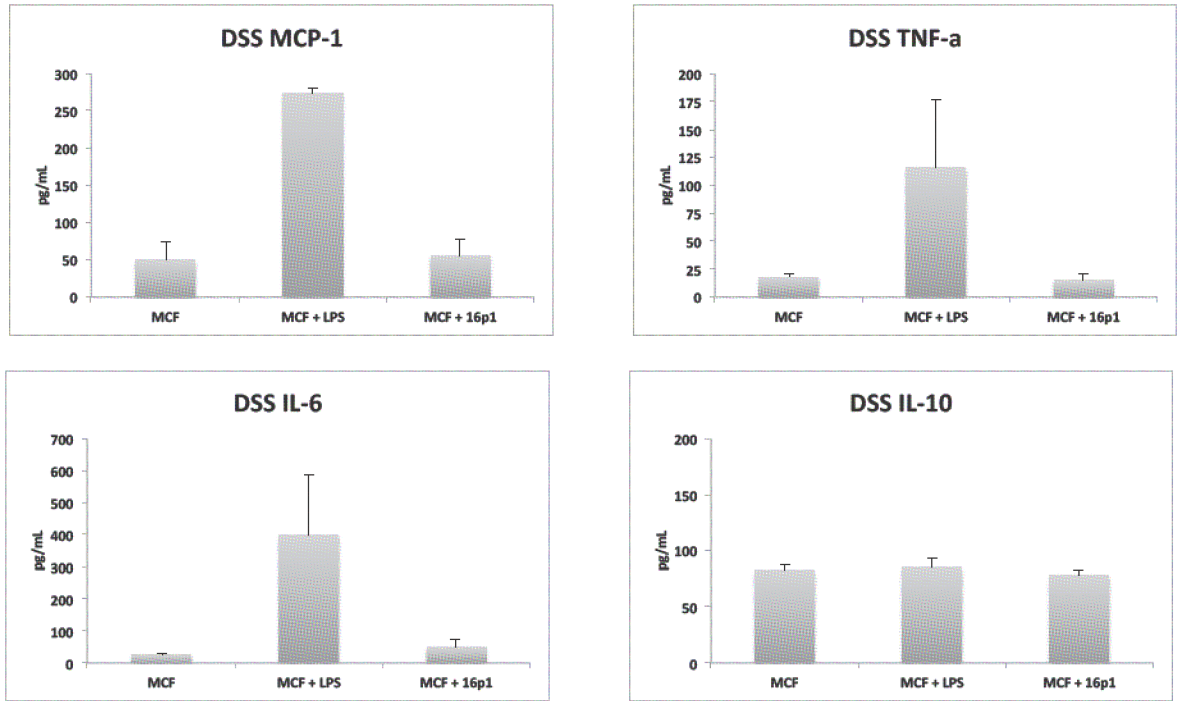 DSS MCP-1
300
250
200
150
100
50
0
pg/mL
MCF
MCF + LPS
MCF + 16p1
DSS TNF-a
200
175
150
125
100
75
50
25
0
pg/mL
MCF
MCF + LPS
MCF + 16p1
DSS IL-6
700
600
500
400
300
200
100
0
pg/mL
MCF
MCF + LPS
MCF + 16p1
DSS IL-10
200
150
100
50
0
pg/mL
MCF
MCF + LPS
MCF + 16p1